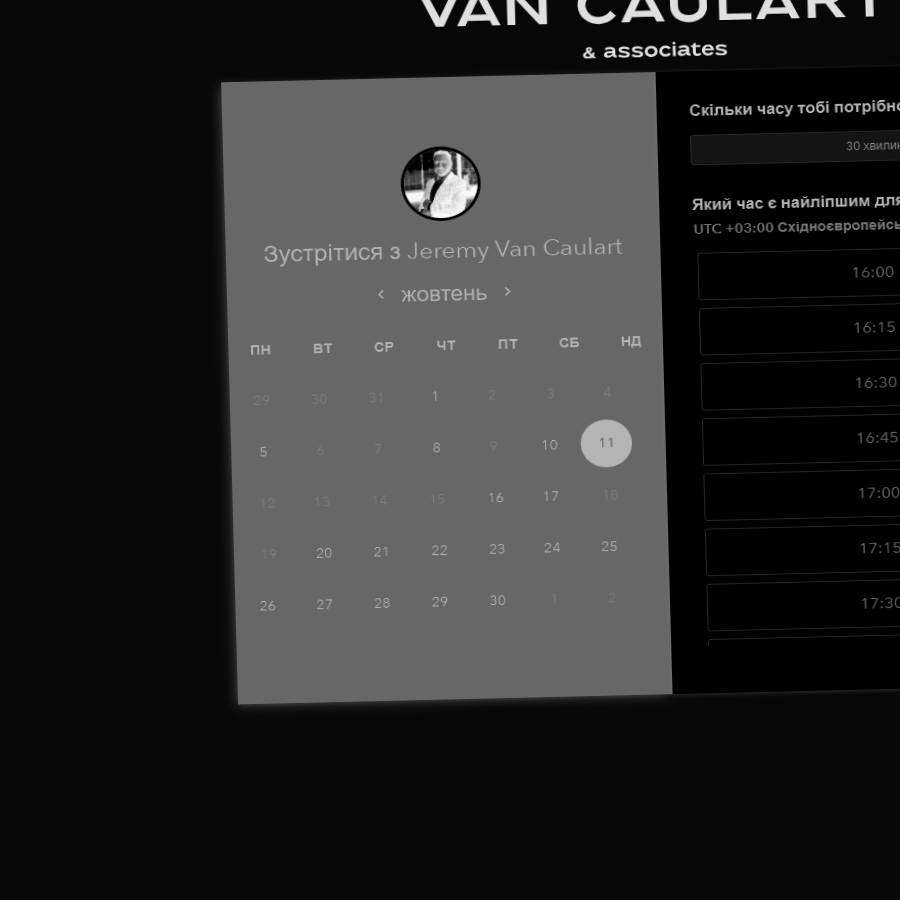 VAN CAULART
& associates
Зустрітися з Jeremy Van Caulart
жовтень
ПН ВТ СР ЧТ ПТ СБ НД
29 30 31 1 2 3 4
5 6 7 8 9 10 11
12 13 14 15 16 17 18
19 20 21 22 23 24 25
26 27 28 29 30 1 2
Скільки часу тобі потрібно
30 хвилин
Який час є найліпшим для
UTC +03:00 Східноєвропейсь
16:00
16:15
16:30
16:45
17:00
17:15
17:30